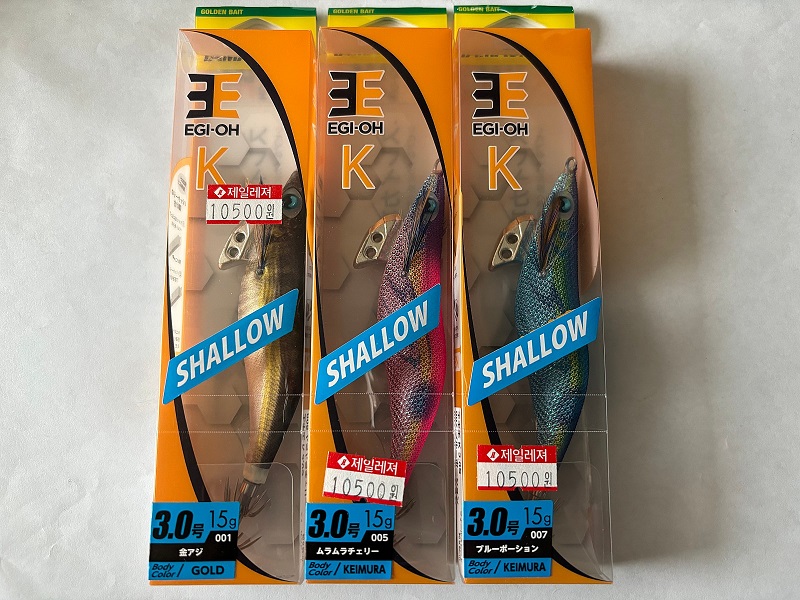 GOLDEN BAIT
EGI-OH
K
제일레져
10500원
SHALLOW
3.0号 15g
001
金アジ
Body Color / GOLD
GOLDEN BAIT
EGI-OH
K
SHALLOW
제일레져
10500원
3.0号 15g
005
ムラムラチェリー
Body Color / KEIMURA
GOLDEN BAIT
EGI-OH
K
SHALLOW
제일레져
10500원
3.0号 15g
007
ブルーポーション
Body Color / KEIMURA